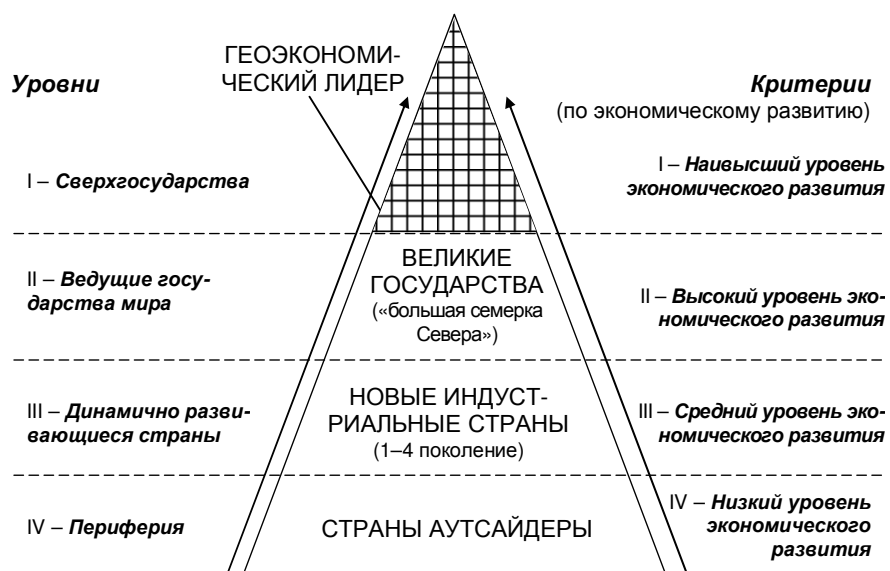 ГЕОЭКОНОМИ-
ЧЕСКИЙ ЛИДЕР
Уровни
Критерии
(по экономическому развитию)
I – Сверхгосударства
I – Наивысший уровень
экономического развития
ВЕЛИКИЕ
ГОСУДАРСТВА
(«большая семерка
Севера»)
II – Ведущие госу-
дарства мира
II – Высокий уровень эко-
номического развития
НОВЫЕ ИНДУСТ-
РИАЛЬНЫЕ СТРАНЫ
(1–4 поколение)
III – Динамично разви-
вающиеся страны
III – Средний уровень эко-
номического развития
IV – Периферия
СТРАНЫ АУТСАЙДЕРЫ
IV – Низкий уровень
экономического
развития